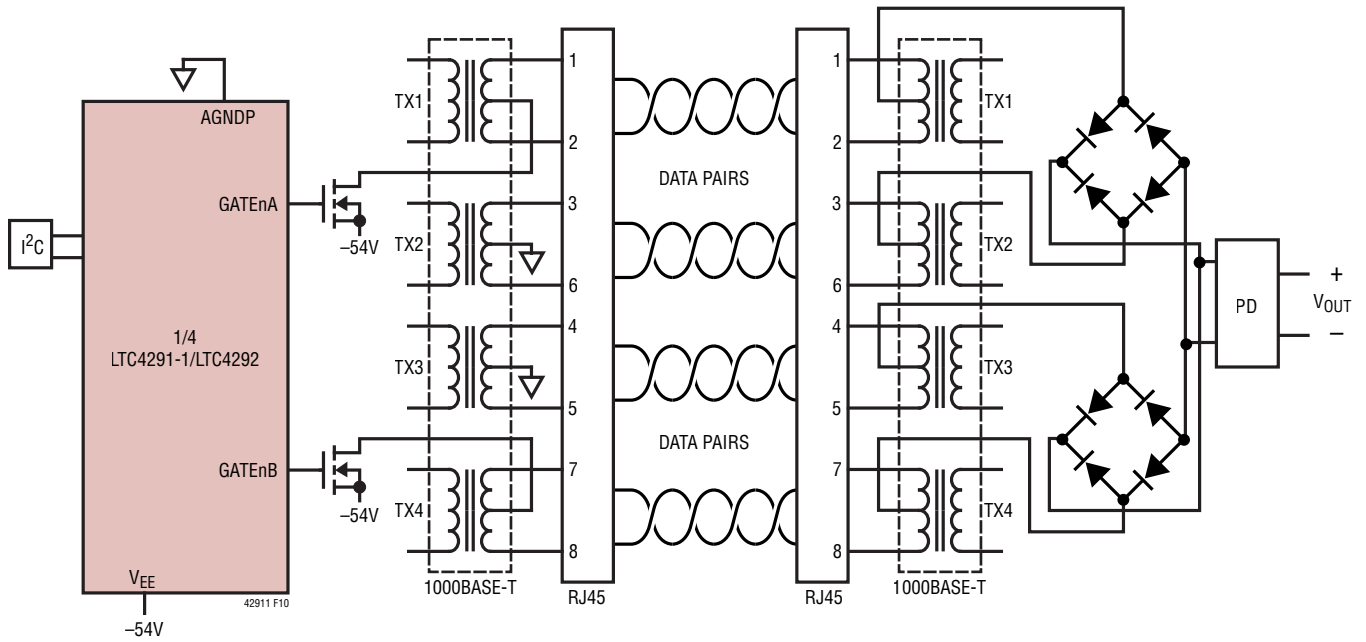 AGNDP
GATEnA
–54V
I²C
1/4
LTC4291-1/LTC4292
GATEnB
–54V
VEE
42911 F10
–54V
TX1
TX2
TX3
TX4
1000BASE-T
1
2
3
6
4
5
7
8
RJ45
DATA PAIRS
DATA PAIRS
1
2
3
6
4
5
7
8
RJ45
TX1
TX2
TX3
TX4
1000BASE-T
PD
+
VOUT
–